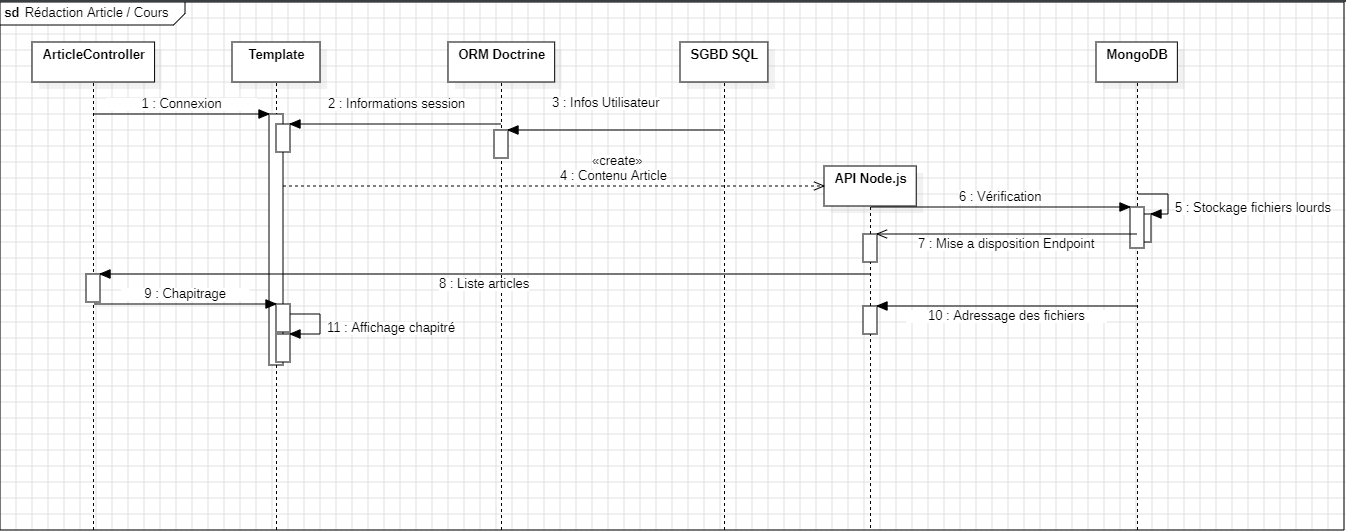 sd Rédaction Article / Cours
ArticleController
Template
ORM Doctrine
SGBD SQL
MongoDB
1 : Connexion
2 : Informations session
3 : Infos Utilisateur
«create»
4 : Contenu Article
API Node.js
6 : Vérification
5 : Stockage fichiers lourds
7 : Mise a disposition Endpoint
8 : Liste articles
9 : Chapitrage
10 : Adressage des fichiers
11 : Affichage chapitré